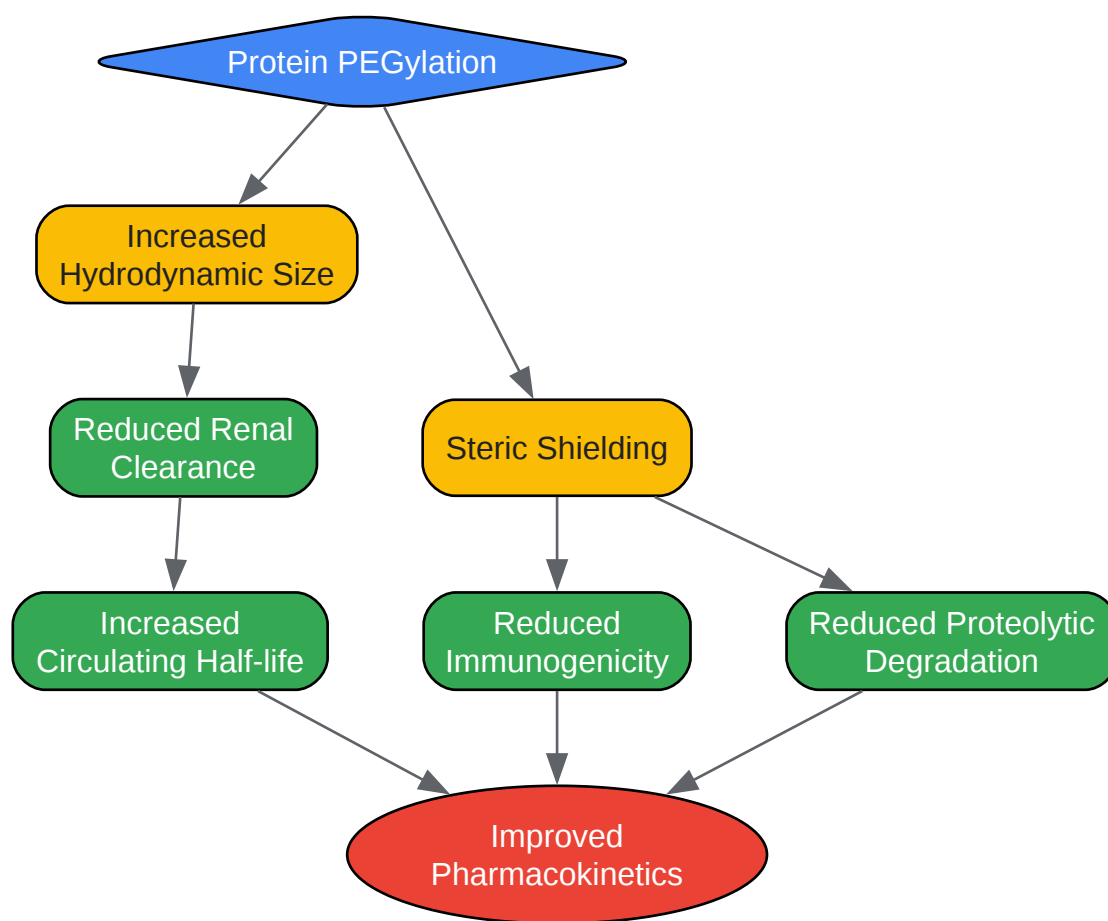 Protein PEGylation
Increased
Hydrodynamic Size
Reduced Renal
Clearance
Steric Shielding
Increased
Circulating Half-life
Reduced
Immunogenicity
Reduced Proteolytic
Degradation
Improved
Pharmacokinetics